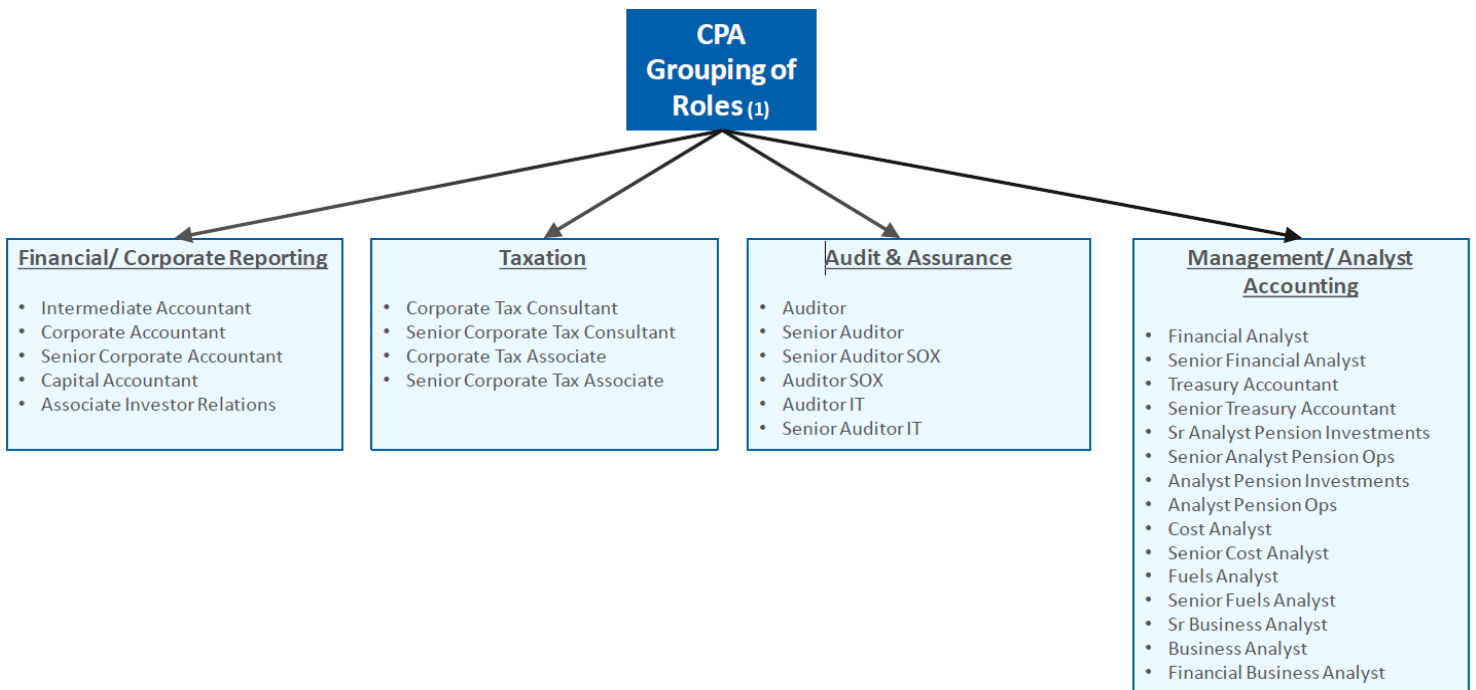 CPA
Grouping of
Roles (1)
Financial/ Corporate Reporting
• Intermediate Accountant
• Corporate Accountant
• Senior Corporate Accountant
• Capital Accountant
• Associate Investor Relations
Taxation
• Corporate Tax Consultant
• Senior Corporate Tax Consultant
• Corporate Tax Associate
• Senior Corporate Tax Associate
Audit & Assurance
• Auditor
• Senior Auditor
• Senior Auditor SOX
• Auditor SOX
• Auditor IT
• Senior Auditor IT
Management/ Analyst
Accounting
• Financial Analyst
• Senior Financial Analyst
• Treasury Accountant
• Senior Treasury Accountant
• Sr Analyst Pension Investments
• Senior Analyst Pension Ops
• Analyst Pension Investments
• Analyst Pension Ops
• Cost Analyst
• Senior Cost Analyst
• Fuels Analyst
• Senior Fuels Analyst
• Sr Business Analyst
• Business Analyst
• Financial Business Analyst